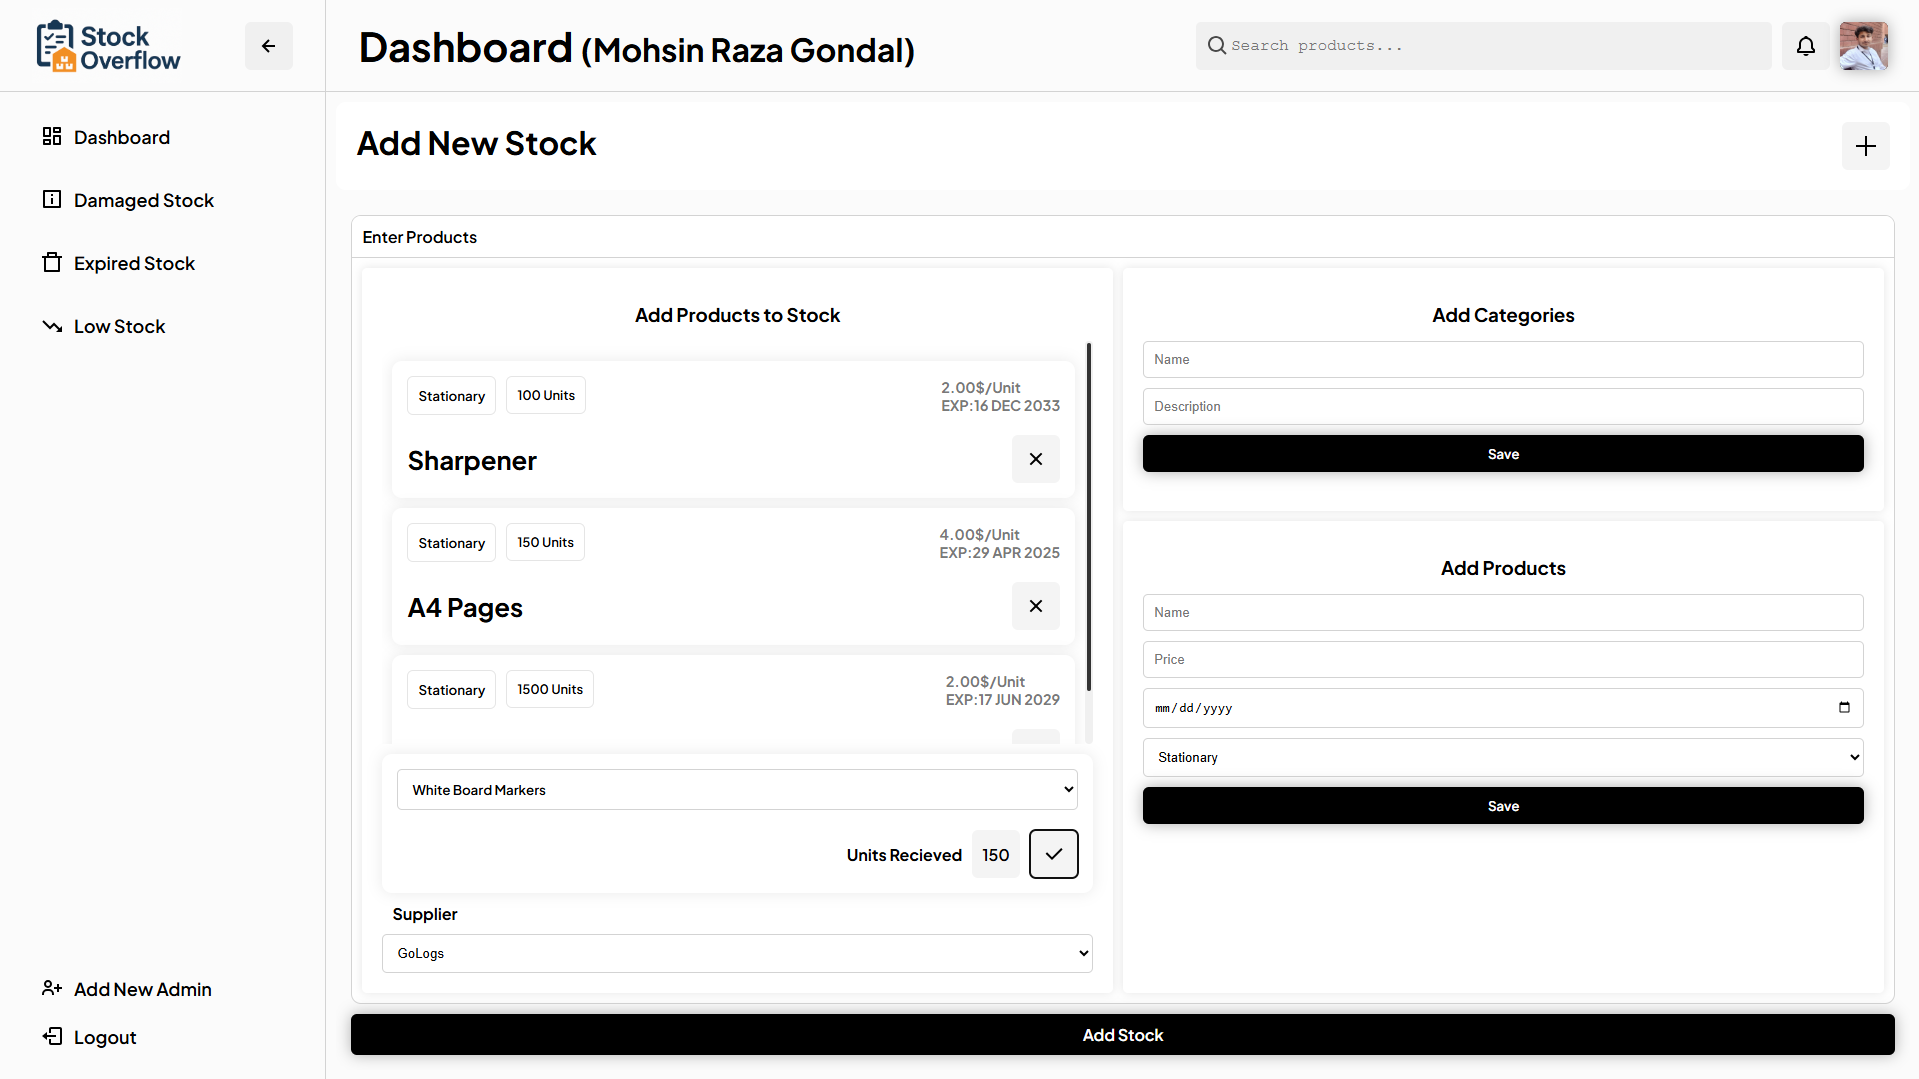 Stock
Overflow
Dashboard (Mohsin Raza Gondal)
Search products...
Dashboard
Damaged Stock
Expired Stock
Low Stock
Add New Admin
Logout
Add New Stock
Enter Products
Add Products to Stock
Stationary
100 Units
2.00$/Unit
EXP:16 DEC 2033
Sharpener
Stationary
150 Units
4.00$/Unit
EXP:29 APR 2025
A4 Pages
Stationary
1500 Units
2.00$/Unit
EXP:17 JUN 2029
White Board Markers
Units Recieved 150
Supplier
GoLogs
Add Categories
Name
Description
Save
Add Products
Name
Price
mm/dd/yyyy
Stationary
Save
Add Stock